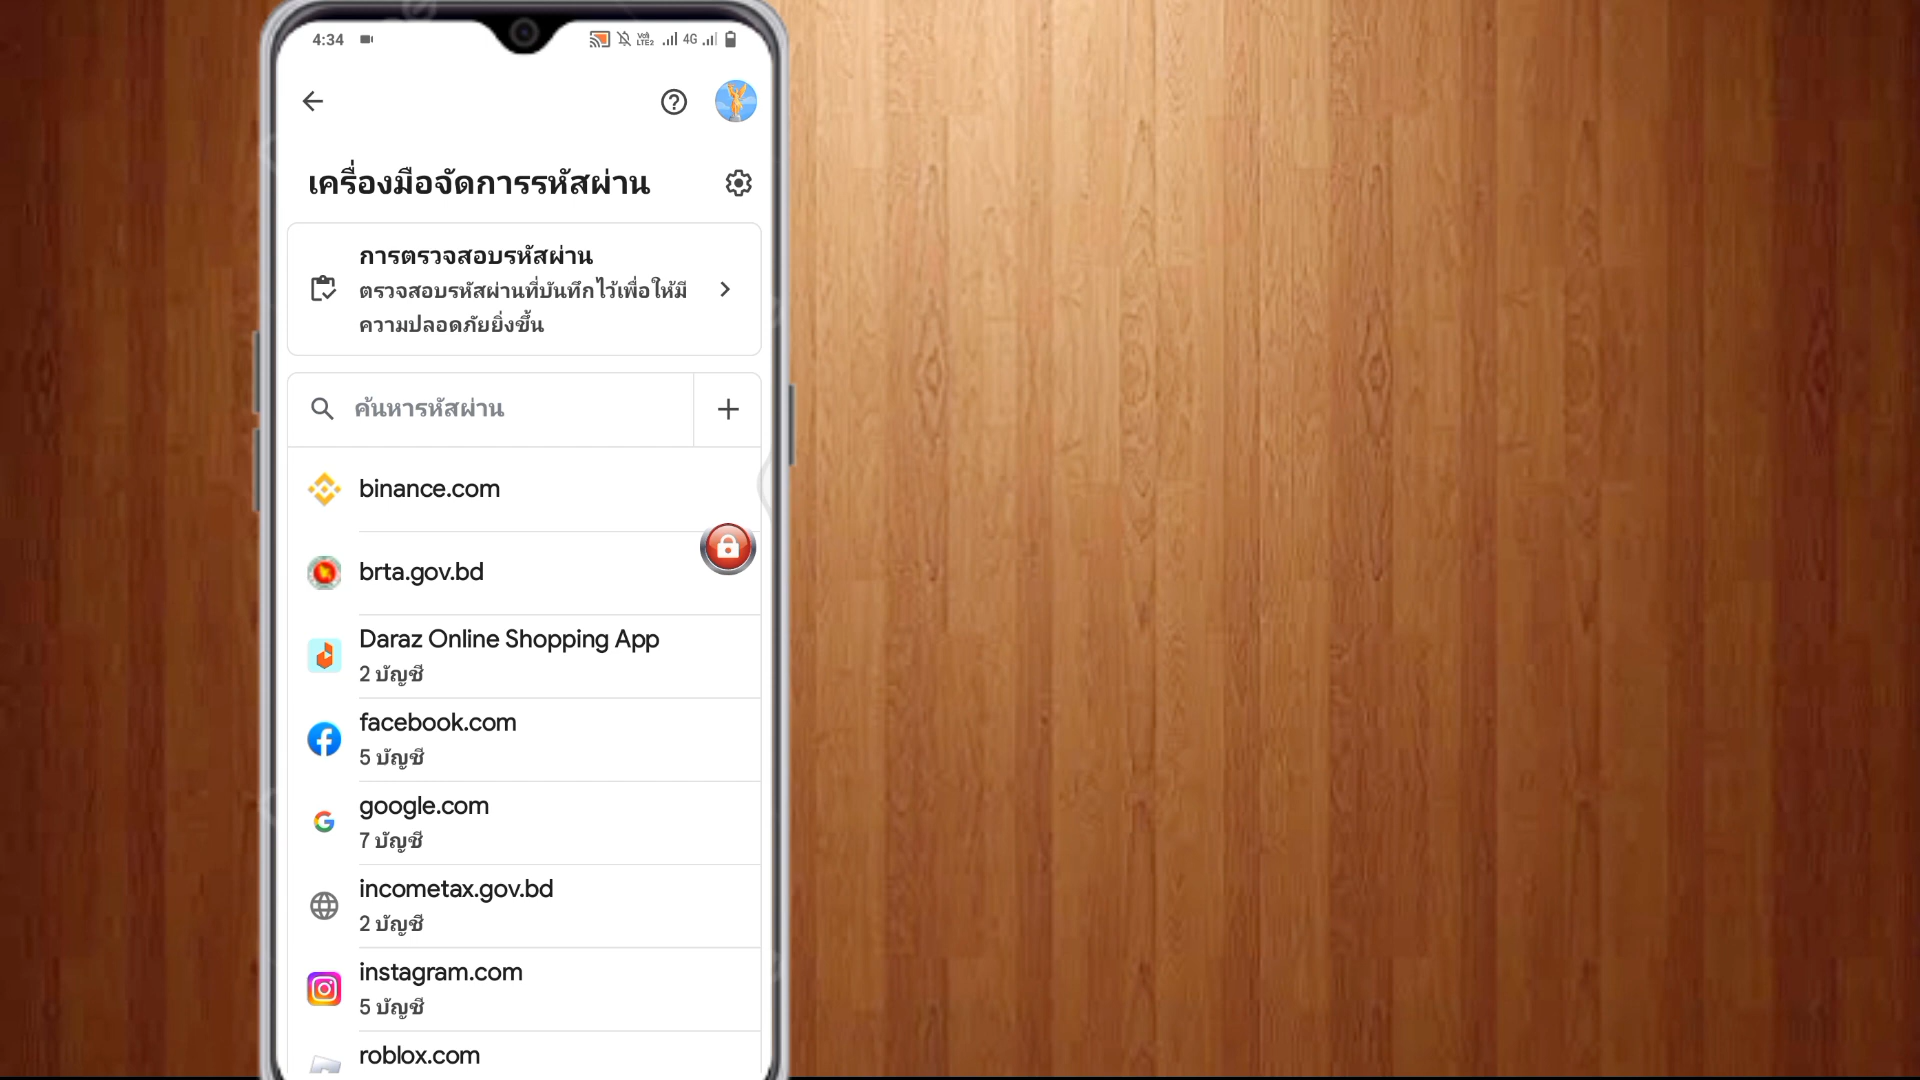 4:34
4G
เครื่องมือจัดการรหัสผ่าน
การตรวจสอบรหัสผ่าน
ตรวจสอบรหัสผ่านที่บันทึกไว้เพื่อให้มี
ความปลอดภัยยิ่งขึ้น
ค้นหารหัสผ่าน
binance.com
brta.gov.bd
Daraz Online Shopping App
2 บัญชี
facebook.com
5 บัญชี
google.com
7 บัญชี
incometax.gov.bd
2 บัญชี
instagram.com
5 บัญชี
roblox.com